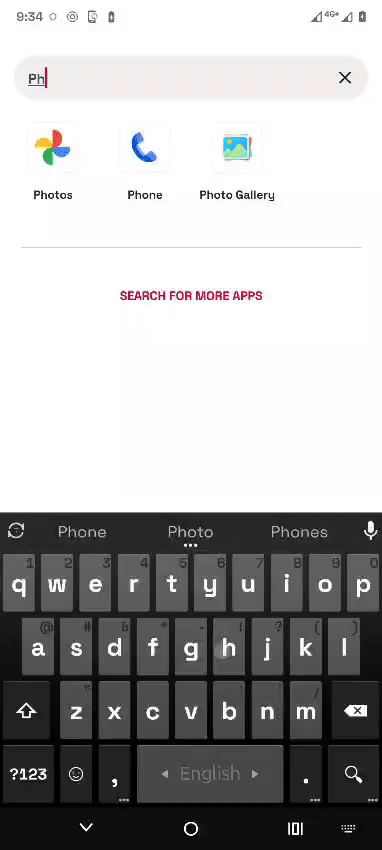 9:34 4G+
Ph
Photos Phone Photo Gallery
SEARCH FOR MORE APPS
Phone Photo Phones
1 2 3 4 5 6 7 8 9 0
q w e r t y u i o p
@ # & * - ! ? ( )
a s d f g h j k l
z x c v b n m
?123 , English .